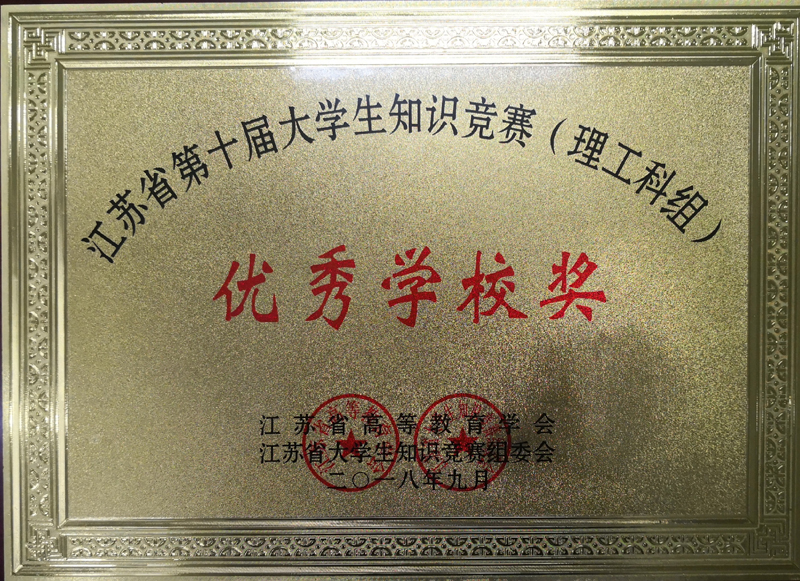 江苏省第十届大学生知识竞赛（理工科组）
优秀学校奖
江苏省高等教育学会
江苏省大学生知识竞赛组委会
二〇一八年九月